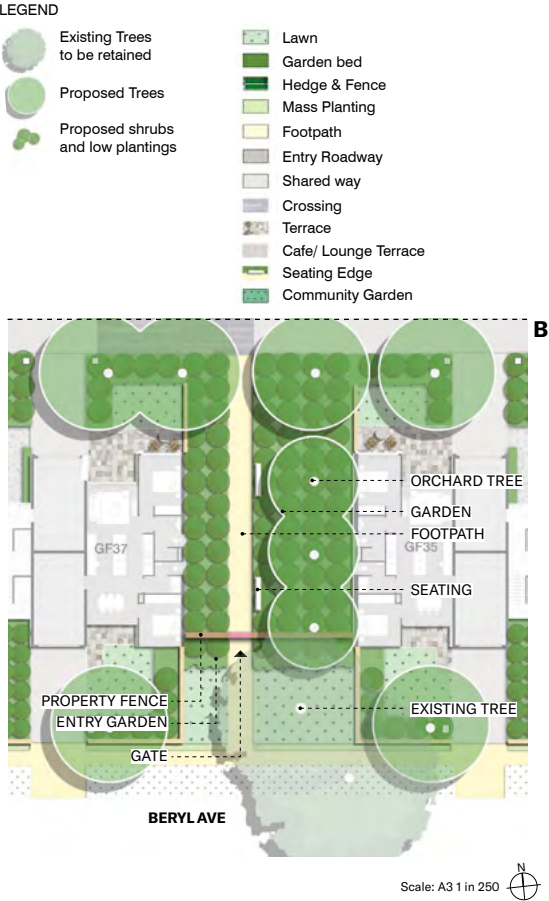 LEGEND
Existing Trees
to be retained
Proposed Trees
Proposed shrubs
and low plantings
Lawn
Garden bed
Hedge & Fence
Mass Planting
Footpath
Entry Roadway
Shared way
Crossing
Terrace
Cafe/ Lounge Terrace
Seating Edge
Community Garden
B
ORCHARD TREE
GARDEN
FOOTPATH
GF37
GF35
SEATING
PROPERTY FENCE
ENTRY GARDEN
EXISTING TREE
GATE
BERYL AVE
N
Scale: A3 1 in 250